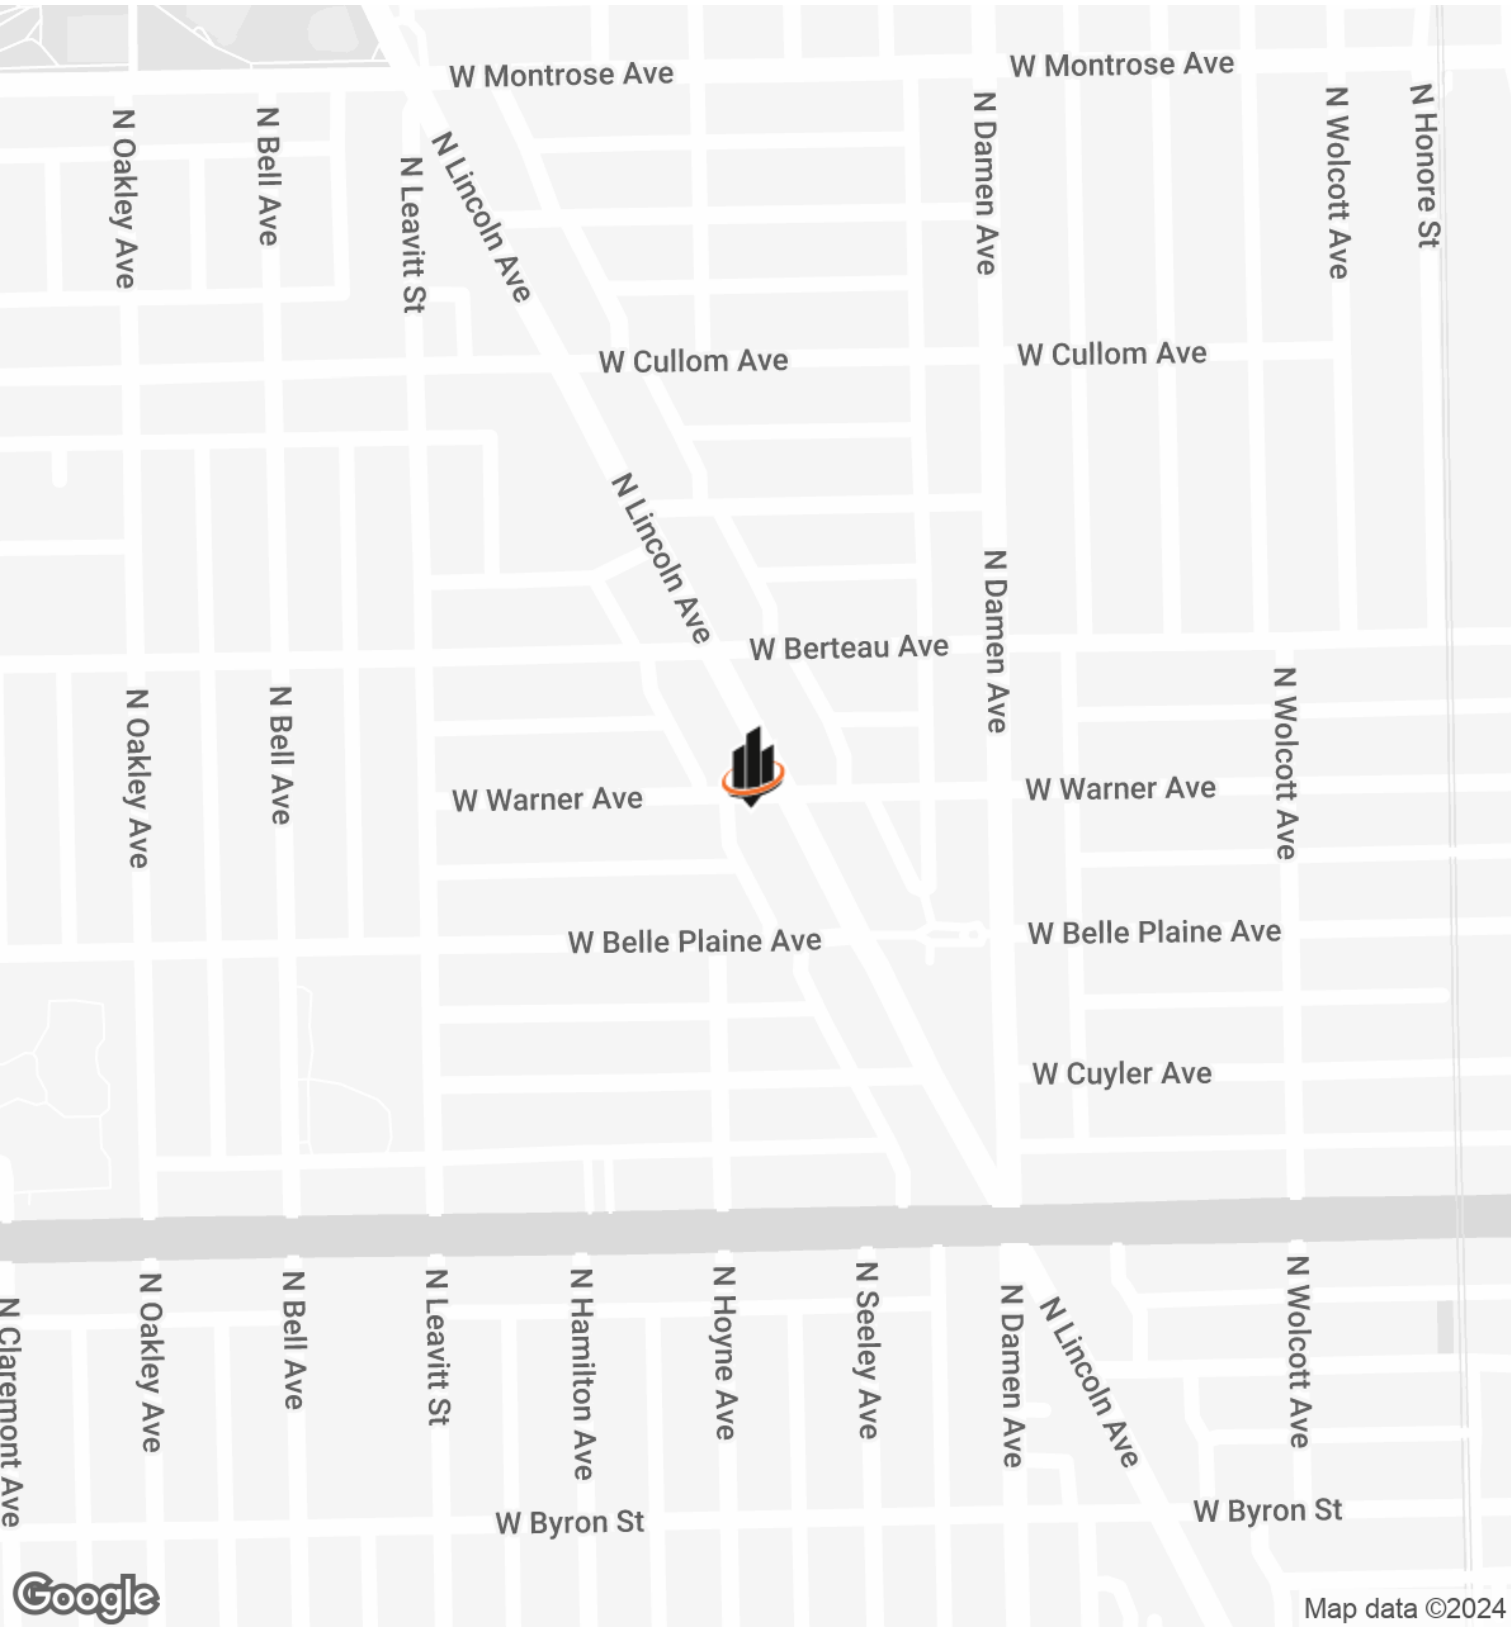 W Montrose Ave
W Montrose Ave
N Oakley Ave
N Bell Ave
N Leavitt St
N Lincoln Ave
N Damen Ave
N Wolcott Ave
N Honore St
W Cullom Ave
W Cullom Ave
N Lincoln Ave
N Damen Ave
W Berteau Ave
N Oakley Ave
N Bell Ave
N Wolcott Ave
W Warner Ave
W Warner Ave
W Belle Plaine Ave
W Belle Plaine Ave
W Cuyler Ave
N Claremont Ave
N Oakley Ave
N Bell Ave
N Leavitt St
N Hamilton Ave
N Hoyne Ave
N Seeley Ave
N Damen Ave
N Lincoln Ave
N Wolcott Ave
W Byron St
W Byron St
Google
Map data ©2024